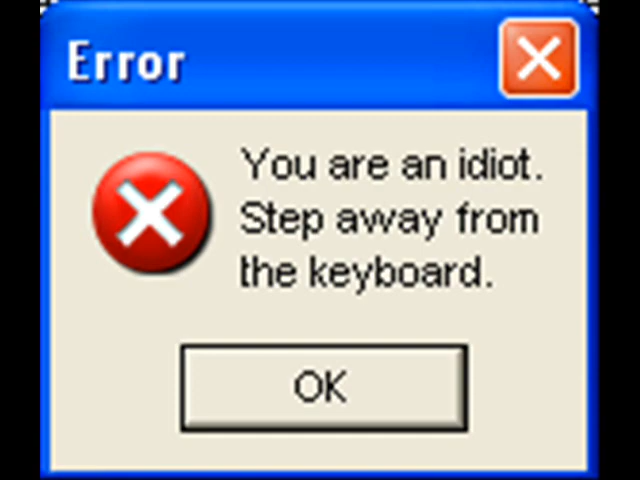 Error
You are an idiot.
Step away from
the keyboard.
OK